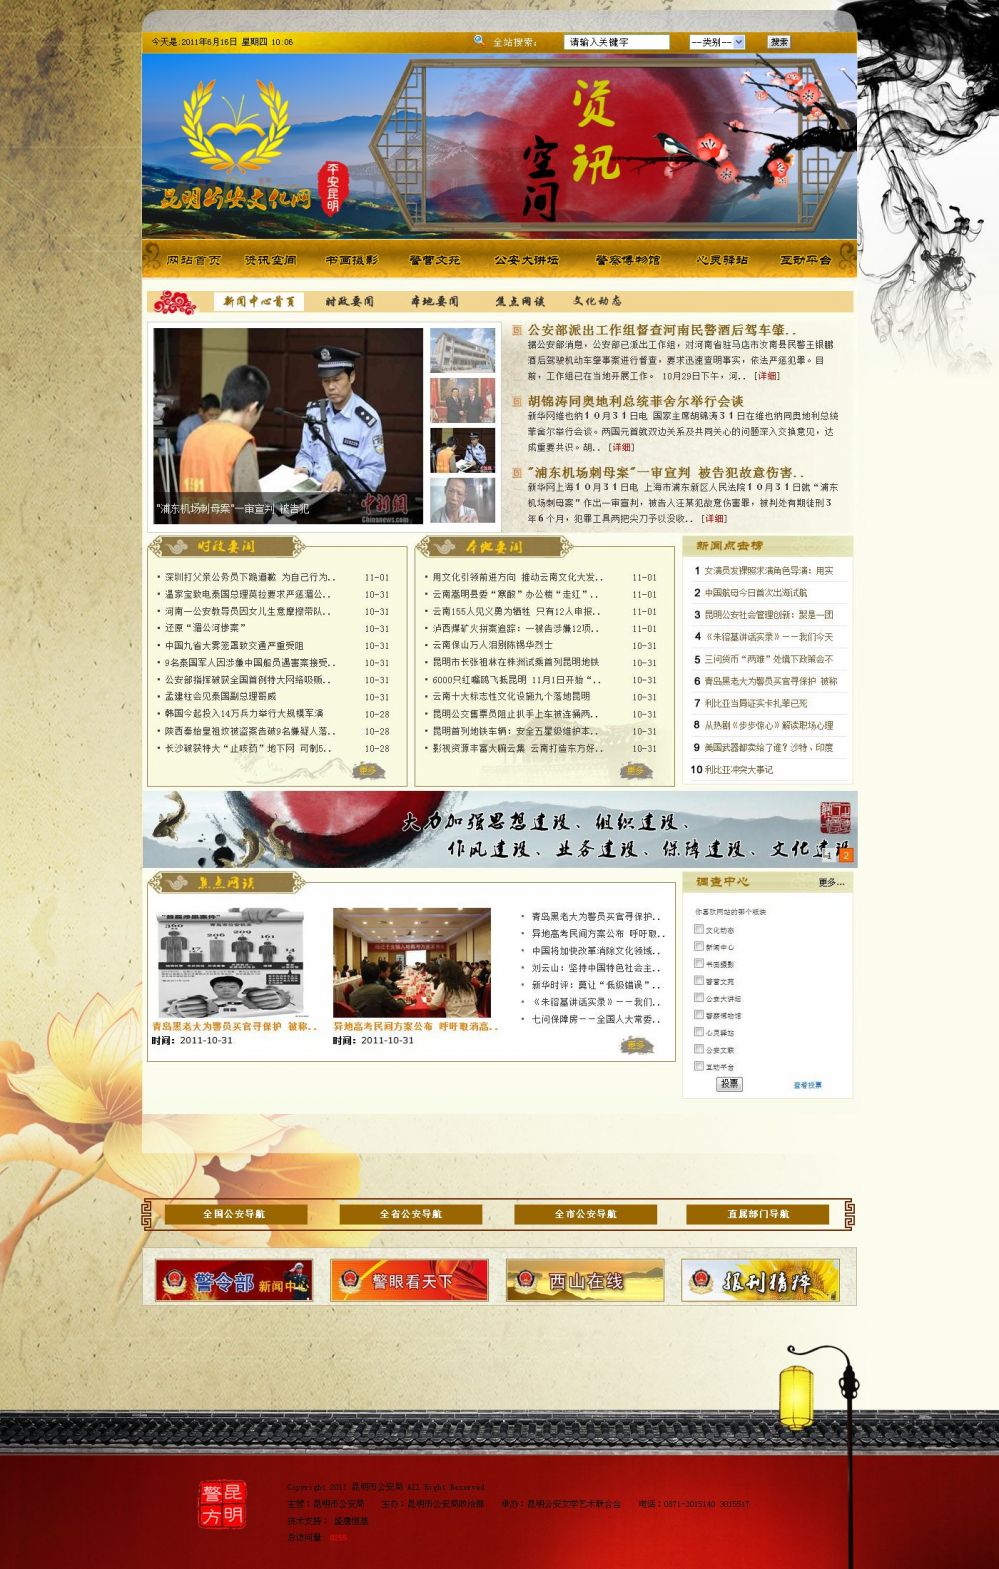 今天是:2011年6月16日 星期四 10:06
全站搜索:
请输入关键字
--类别--
搜索
昆明公安文化网
平安昆明
资讯
空间
网站首页
资讯空间
书画摄影
警营文苑
公安大讲坛
警察博物馆
心灵驿站
互动平台
新闻中心首页
时政要闻
本地要闻
焦点网谈
文化动态
"浦东机场刺母案"一审宣判 被告犯
中新网
Chinanews.com
公安部派出工作组督查河南民警酒后驾车肇..
据公安部消息，公安部已派出工作组，对河南省驻马店市汝南县民警王银鹏
酒后驾驶机动车肇事案进行督查，要求迅速查明事实，依法严惩犯罪。目
前，工作组已在当地开展工作。 10月29日下午，河.. [详细]
胡锦涛同奥地利总统菲舍尔举行会谈
新华网维也纳１０月３１日电 国家主席胡锦涛３１日在维也纳同奥地利总统
菲舍尔举行会谈。两国元首就双边关系及共同关心的问题深入交换意见，达
成重要共识。胡.. [详细]
"浦东机场刺母案"一审宣判 被告犯故意伤害..
新华网上海１０月３１日电 上海市浦东新区人民法院１０月３１日就“浦东
机场刺母案”作出一审宣判，被告人汪某犯故意伤害罪，被判处有期徒刑３
年６个月，犯罪工具两把尖刀予以没收.. [详细]
时政要闻
深圳打父亲公务员下跪道歉 为自己行为.. 11-01
温家宝致电泰国总理英拉要求严惩湄公.. 10-31
河南一公安教导员因女儿生意摩擦带队.. 10-31
还原“湄公河惨案” 10-31
中国九省大雾笼罩致交通严重受阻 10-31
9名泰国军人因涉嫌中国船员遇害案接受.. 10-31
公安部指挥破获全国首例特大网络吸贩.. 10-31
孟建柱会见泰国副总理哥威 10-31
韩国今起投入14万兵力举行大规模军演 10-28
陕西秦怡皇祖坟被盗案告破9名嫌疑人落.. 10-28
长沙破获特大“止咳药”地下网 可制5.. 10-28
更多
本地要闻
用文化引领前进方向 推动云南文化大发.. 11-01
云南嵩明县委“寒酸”办公楼“走红”.. 11-01
云南155人见义勇为牺牲 只有12人申报.. 11-01
泸西煤矿火拼案追踪：一被告涉嫌12项.. 11-01
云南保山万人泪别陈锡华烈士 10-31
昆明市长张祖林在株洲试乘首列昆明地铁 10-31
6000只红嘴鸥飞抵昆明 11月1日开始“.. 10-31
云南十大标志性文化设施九个落地昆明 10-31
昆明公交售票员阻止扒手上车被连捅两.. 10-31
昆明首列地铁车辆：安全五星级维护本.. 10-31
影视资源丰富大腕云集 云南打造东方好.. 10-31
更多
新闻点击榜
1 女演员发裸照求演角色导演：用实
2 中国航母今日首次出海试航
3 昆明公安社会管理创新：聚是一团
4 《朱镕基讲话实录》－－我们今天
5 三问货币“两难”处境下政策会不
6 青岛黑老大为警员买官寻保护 被称
7 利比亚当局证实卡扎菲已死
8 从热剧《步步惊心》解读职场心理
9 美国武器都卖给了谁？沙特、印度
10 利比亚冲突大事记
大力加强思想建设、组织建设、
作风建设、业务建设、保障建设、文化建设
1
2
焦点网谈
青岛黑老大为警员买官寻保护 被称..
时间：2011-10-31
异地高考民间方案公布 呼吁取消高..
时间：2011-10-31
青岛黑老大为警员买官寻保护..
异地高考民间方案公布 呼吁取..
中国将加快改革消除文化领域..
刘云山：坚持中国特色社会主..
新华时评：莫让“低级错误”..
《朱镕基讲话实录》－－我们..
七问保障房－－全国人大常委..
更多
调查中心
更多...
你喜欢网站的哪个版块
文化动态
新闻中心
书画摄影
警营文苑
公安大讲坛
警察博物馆
心灵驿站
公安文联
互动平台
投票
查看投票
全国公安导航
全省公安导航
全市公安导航
直属部门导航
警令部 新闻中心
警眼看天下
西山在线
报刊精粹
昆明警方
Copyright 2011 昆明市公安局 All Right Reserved
主管：昆明市公安局 主办：昆明市公安局政治部 承办：昆明公安文学艺术联合会 电话：0871-3015140 3015517
技术支持：
总访问量: